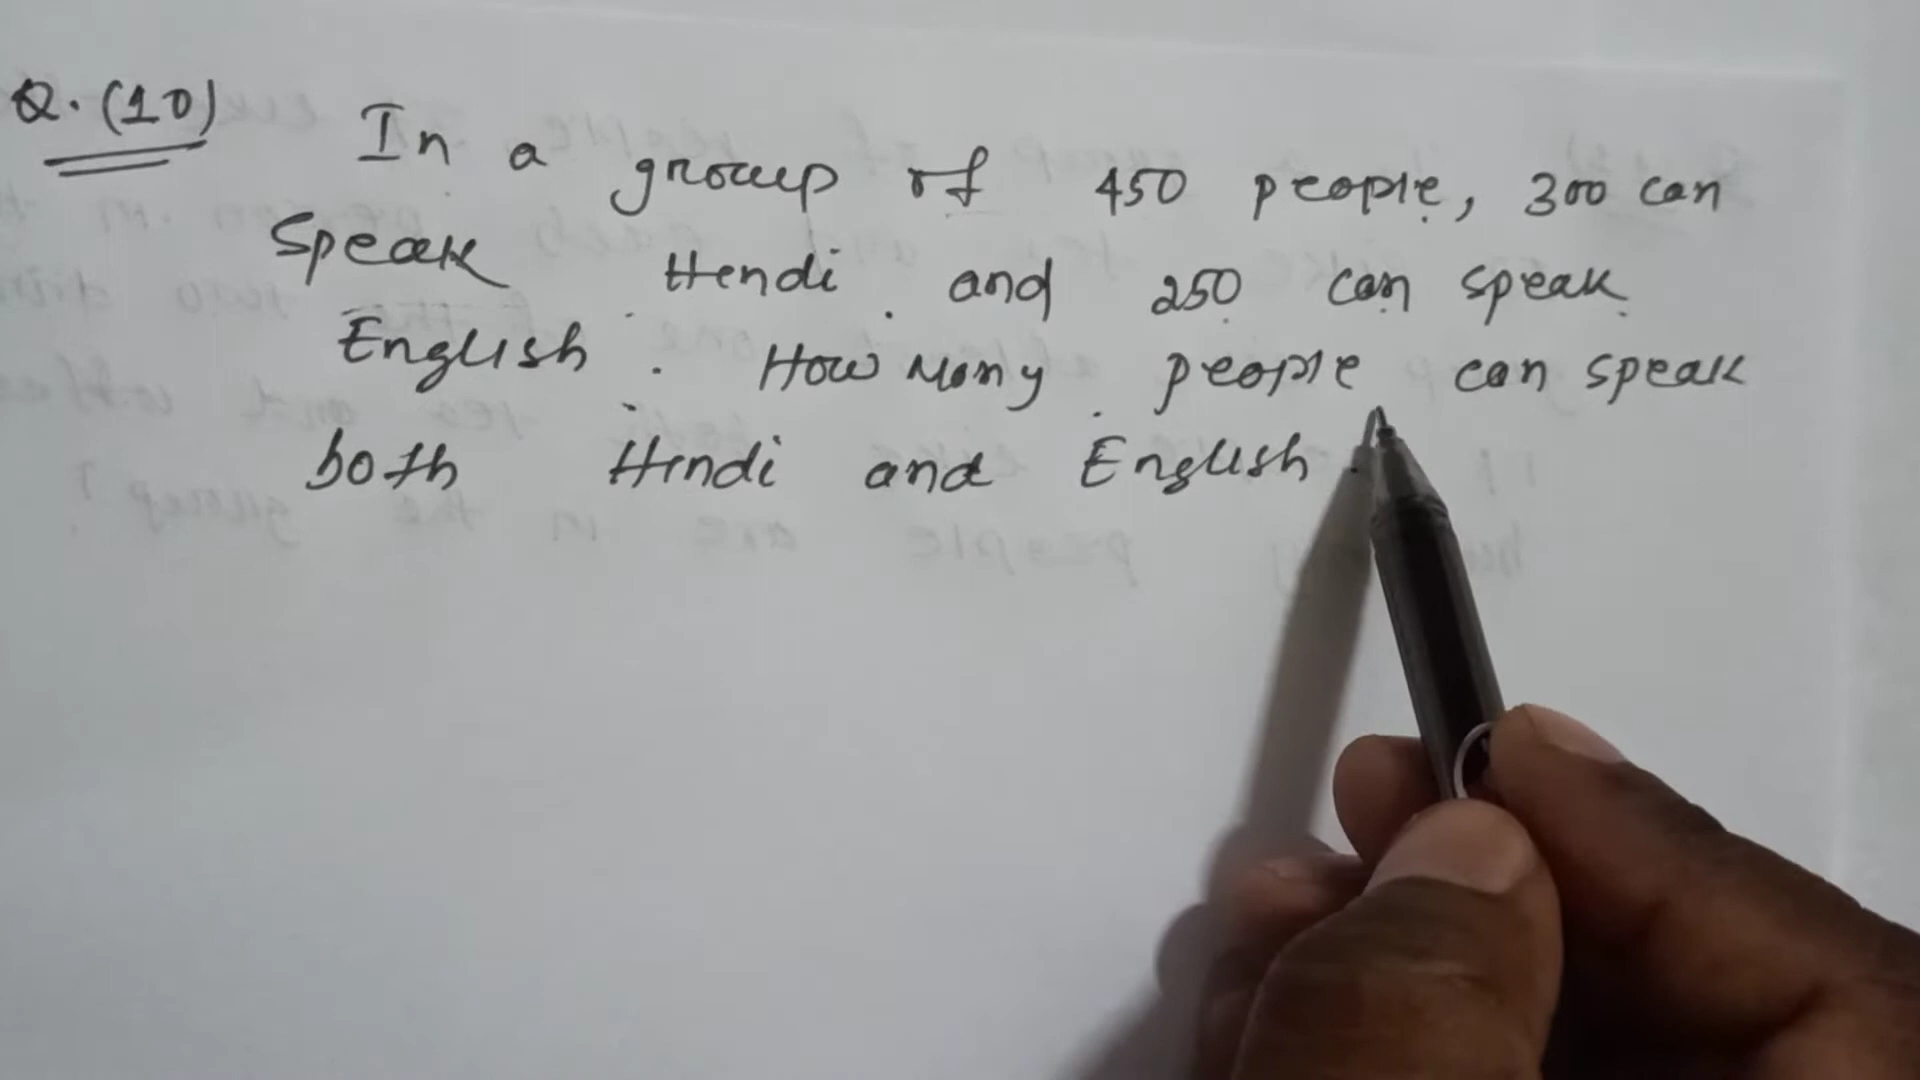 Q. (10) In a group of 450 people, 300 can
Speak Hendi and 250 can speak
English. How Many people can speak
both Hindi and English.